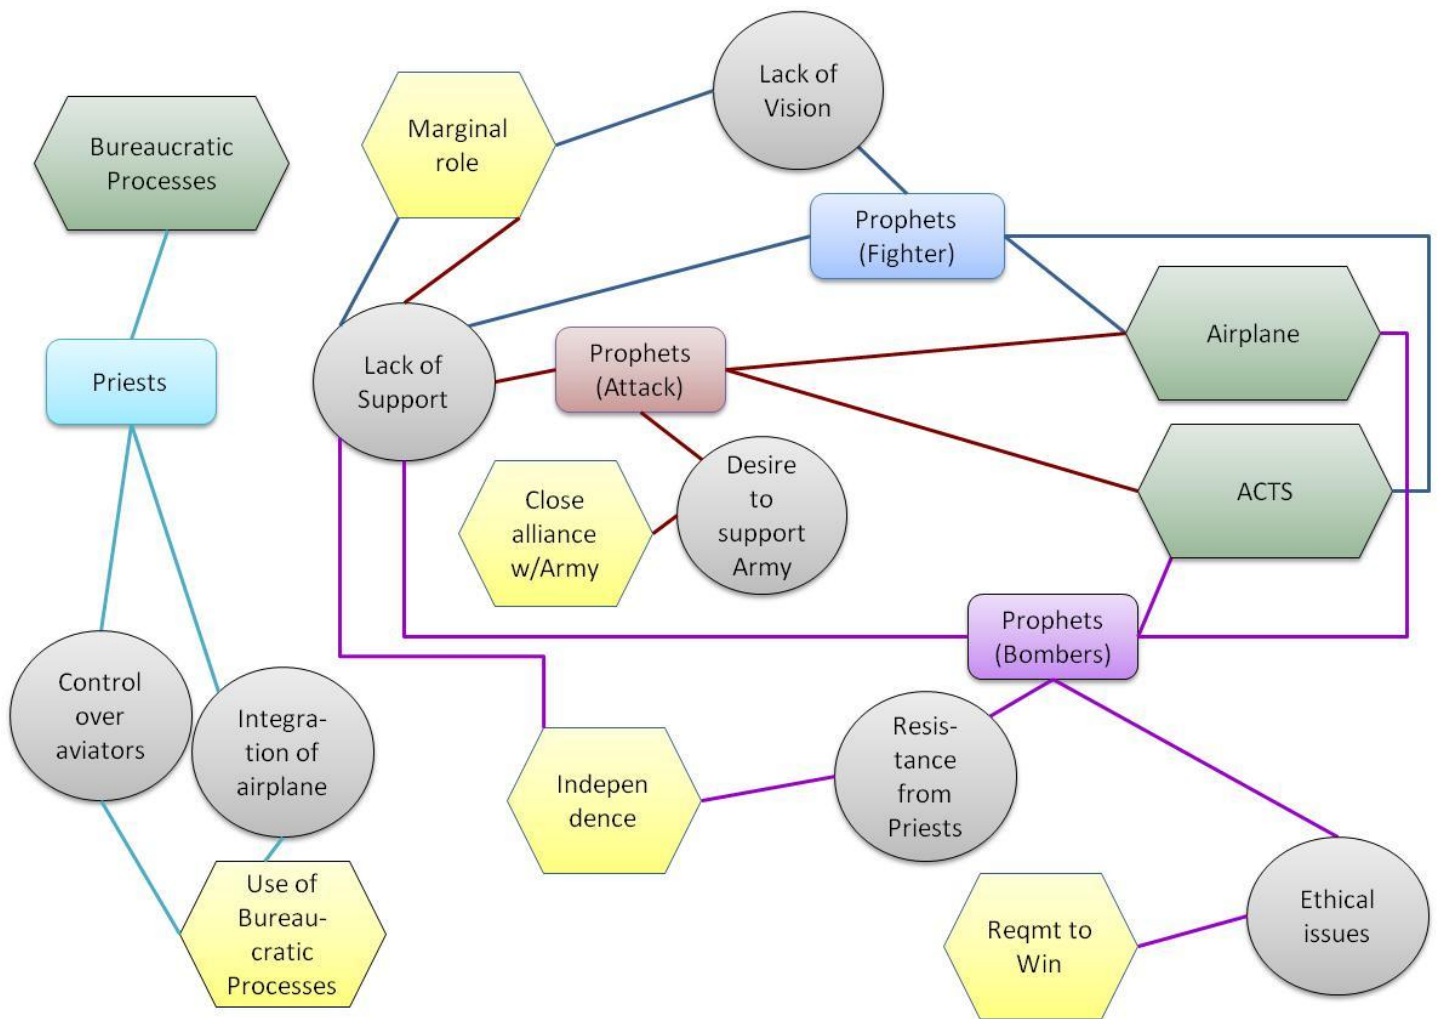 Lack of
Vision
Marginal
role
Bureaucratic
Processes
Prophets
(Fighter)
Airplane
Prophets
(Attack)
Lack of
Support
Priests
Desire
to
support
Army
Close
alliance
w/Army
ACTS
Prophets
(Bombers)
Control
over
aviators
Integra-
tion of
airplane
Resis-
tance
from
Priests
Indepen
dence
Use of
Bureau-
cratic
Processes
Reqmt to
Win
Ethical
issues